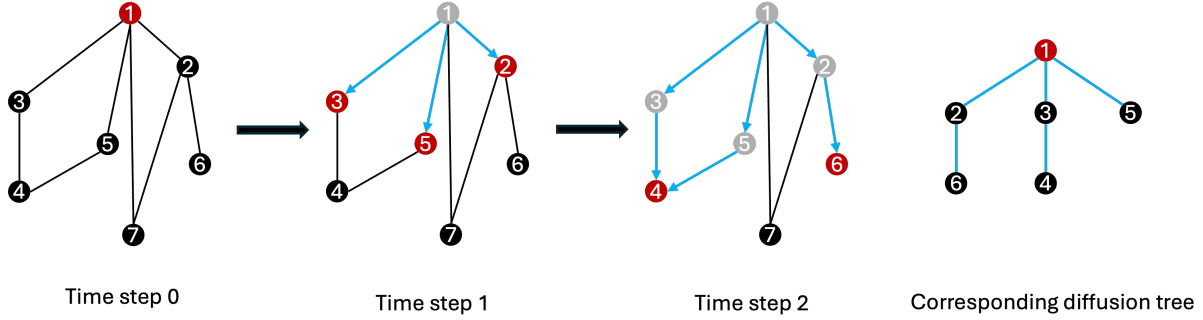 1 1 1
2 2 2 1
3 3 3 2 3 5
5 5 5
4 6 4 6 4 6 6 4
7 7 7
Time step 0 Time step 1 Time step 2 Corresponding diffusion tree